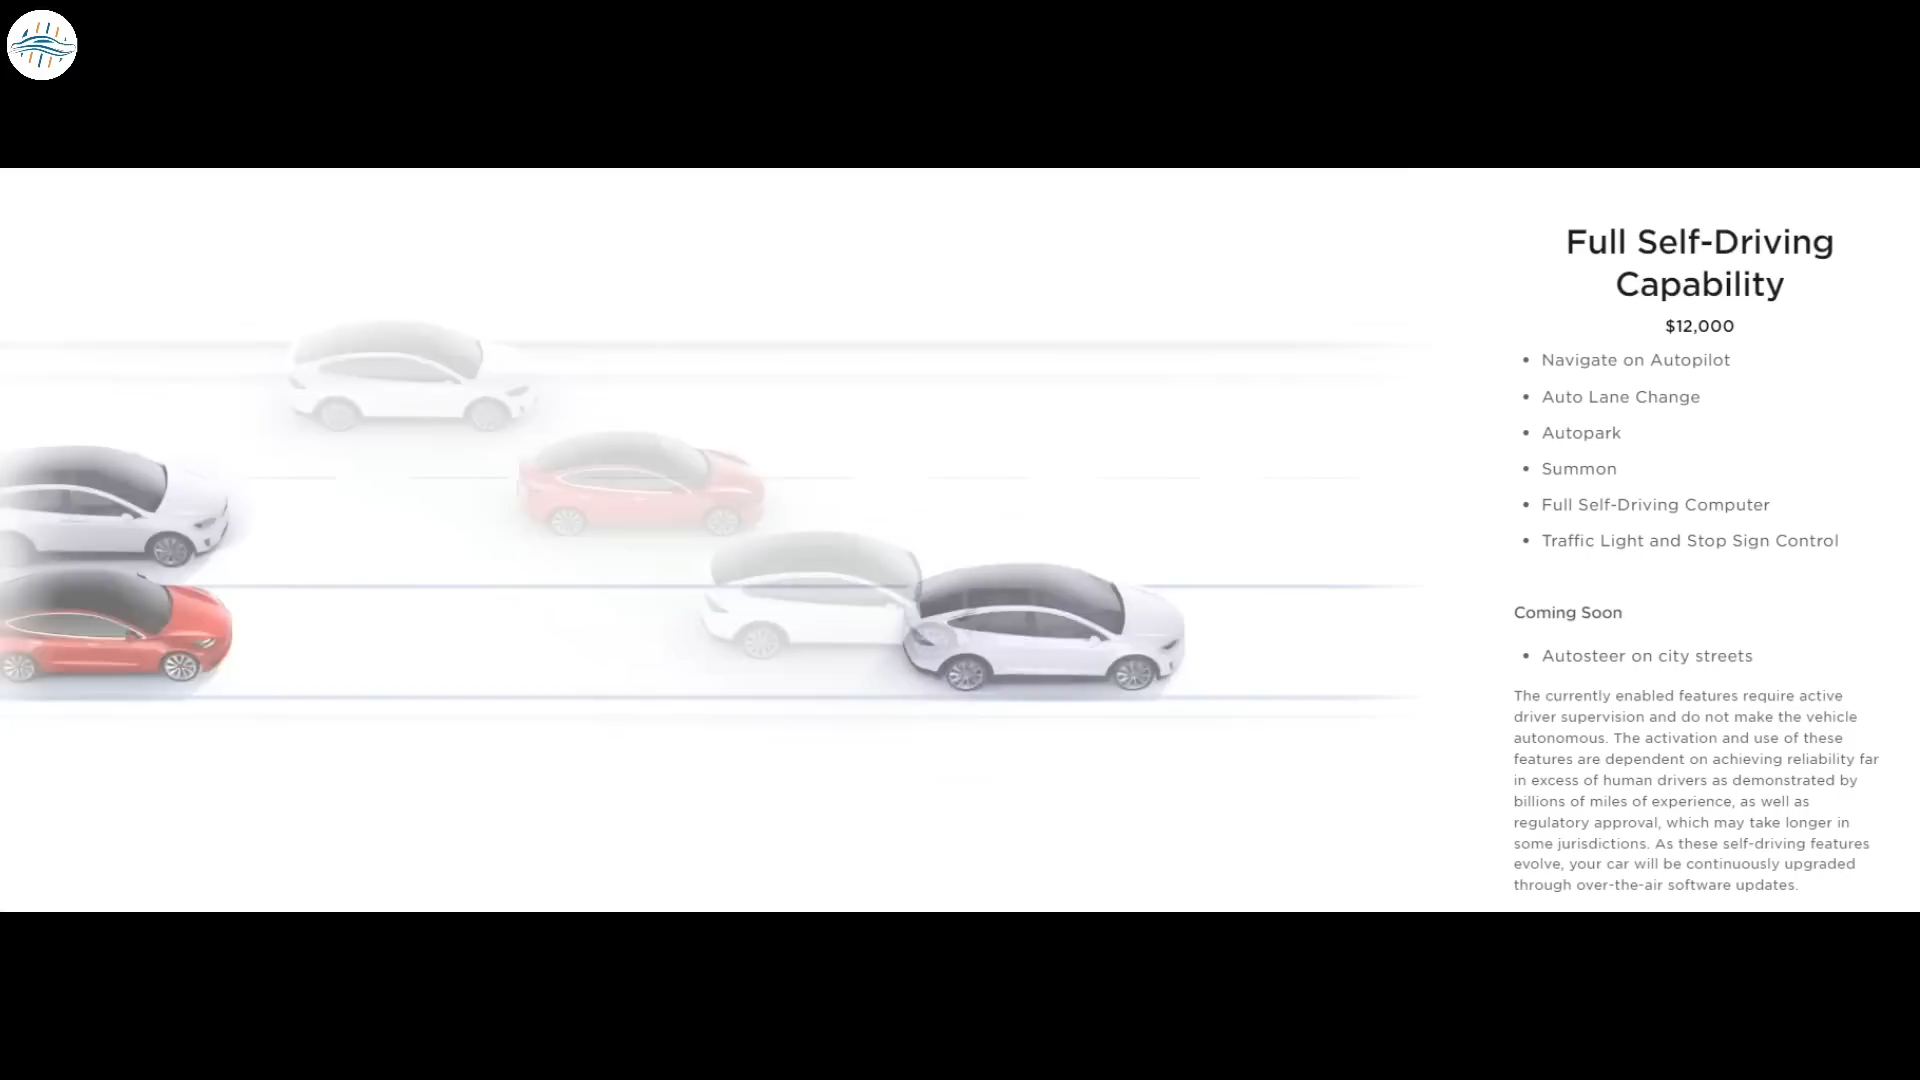 Full Self-Driving
Capability
$12,000
• Navigate on Autopilot
• Auto Lane Change
• Autopark
• Summon
• Full Self-Driving Computer
• Traffic Light and Stop Sign Control
Coming Soon
• Autosteer on city streets
The currently enabled features require active
driver supervision and do not make the vehicle
autonomous. The activation and use of these
features are dependent on achieving reliability far
in excess of human drivers as demonstrated by
billions of miles of experience, as well as
regulatory approval, which may take longer in
some jurisdictions. As these self-driving features
evolve, your car will be continuously upgraded
through over-the-air software updates.